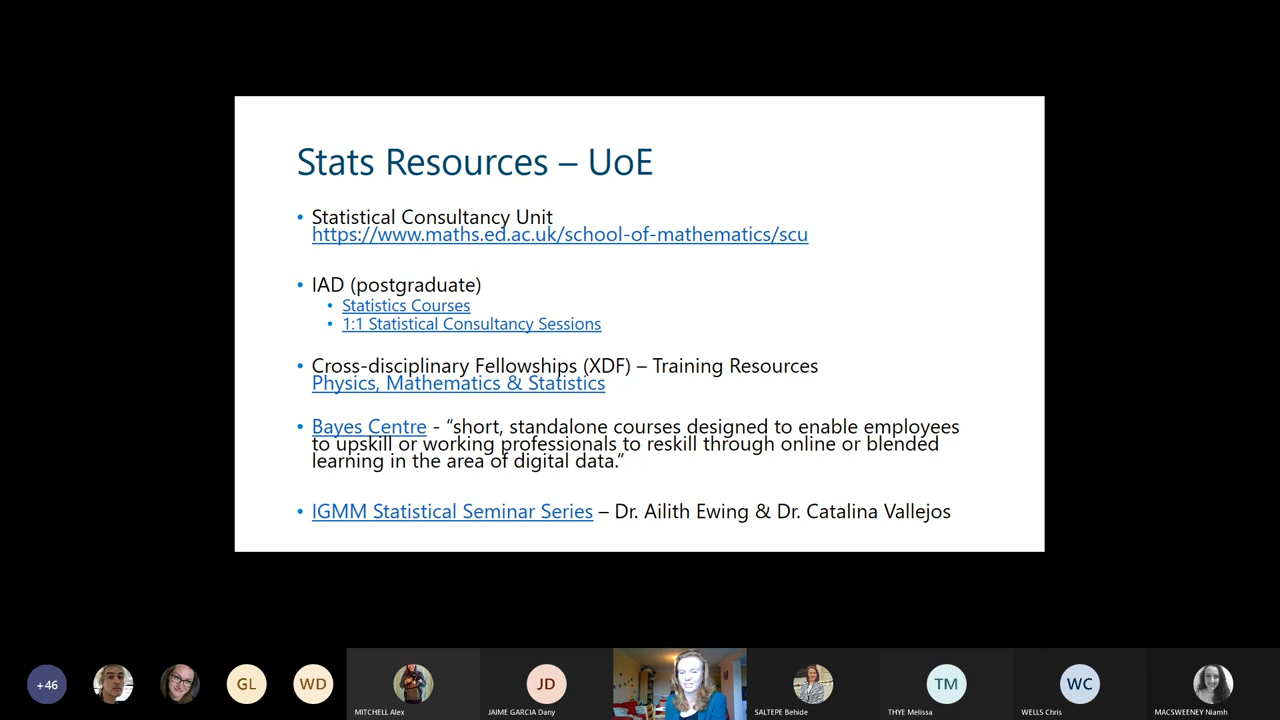 Stats Resources – UoE
• Statistical Consultancy Unit
https://www.maths.ed.ac.uk/school-of-mathematics/scu
• IAD (postgraduate)
• Statistics Courses
• 1:1 Statistical Consultancy Sessions
• Cross-disciplinary Fellowships (XDF) – Training Resources
Physics, Mathematics & Statistics
• Bayes Centre - “short, standalone courses designed to enable employees
to upskill or working professionals to reskill through online or blended
learning in the area of digital data.”
• IGMM Statistical Seminar Series – Dr. Ailith Ewing & Dr. Catalina Vallejos
+46
GL
WD
MITCHELL Alex
JD
JAIME GARCIA Dany
SALTEPE Behide
TM
THYE Melissa
WC
WELLS Chris
MACSWEENEY Niamh